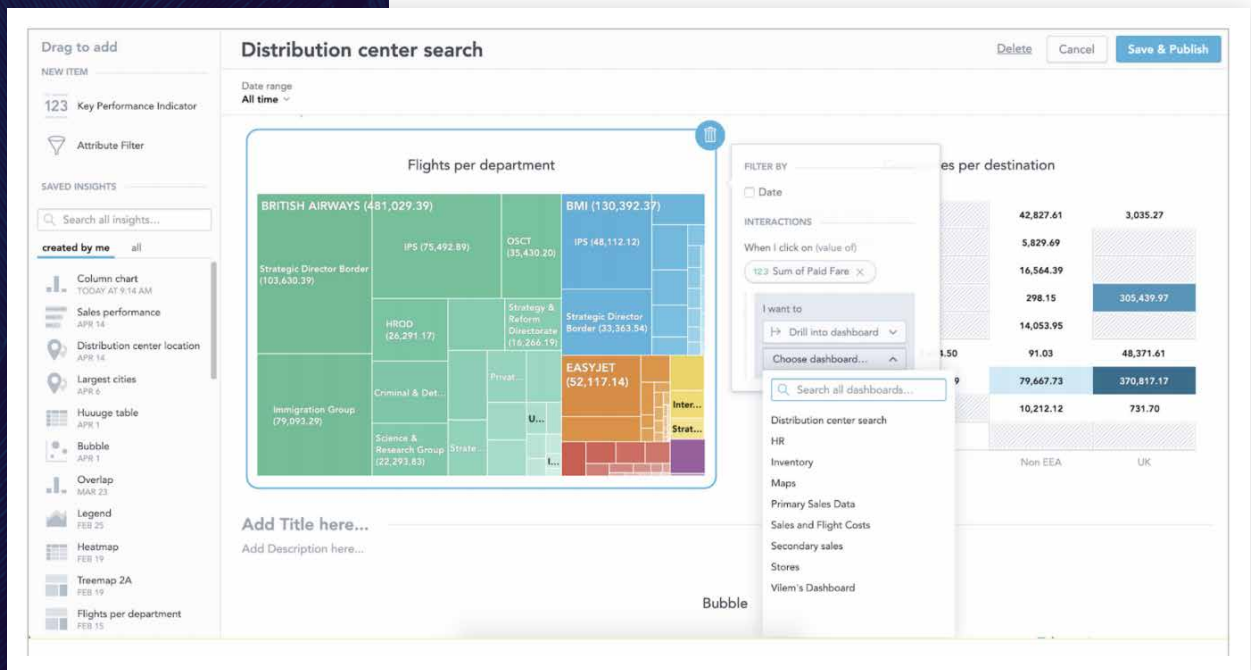 Drag to add
NEW ITEM
123 Key Performance Indicator
Attribute Filter
SAVED INSIGHTS
Search all insights...
created by me all
Column chart
TODAY AT 9:14 AM
Sales performance
APR 14
Distribution center location
APR 14
Largest cities
APR 6
Huuuge table
APR 1
Bubble
APR 1
Overlap
MAR 23
Legend
FEB 25
Heatmap
FEB 19
Treemap 2A
FEB 19
Flights per department
FEB 15
Distribution center search
Delete Cancel Save & Publish
Date range
All time
Flights per department
BRITISH AIRWAYS (481,029.39)
Strategic Director Border
(103,630.39)
Immigration Group
(79,093.29)
IPS (75,492.89)
OSCT
(35,430.20)
HROD
(26,291.17)
Strategy &
Reform
Directorate
(16,266.19)
Criminal & Det...
Privat...
Science &
Research Group
(22,293.83)
Strate...
U...
I...
BMI (130,392.37)
IPS (48,112.12)
Strategic Director
Border (33,363.54)
EASYJET
(52,117.14)
Inter...
Strat...
FILTER BY
Date
INTERACTIONS
When I click on (value of)
123 Sum of Paid Fare ×
I want to
Drill into dashboard
Choose dashboard...
Search all dashboards...
Distribution center search
HR
Inventory
Maps
Primary Sales Data
Sales and Flight Costs
Secondary sales
Stores
Vilem's Dashboard
es per destination
42,827.61 3,035.27
5,829.69
16,564.39
298.15 305,439.97
14,053.95
.50 91.03 48,371.61
9 79,667.73 370,817.17
10,212.12 731.70
Non EEA UK
Add Title here...
Add Description here...
Bubble